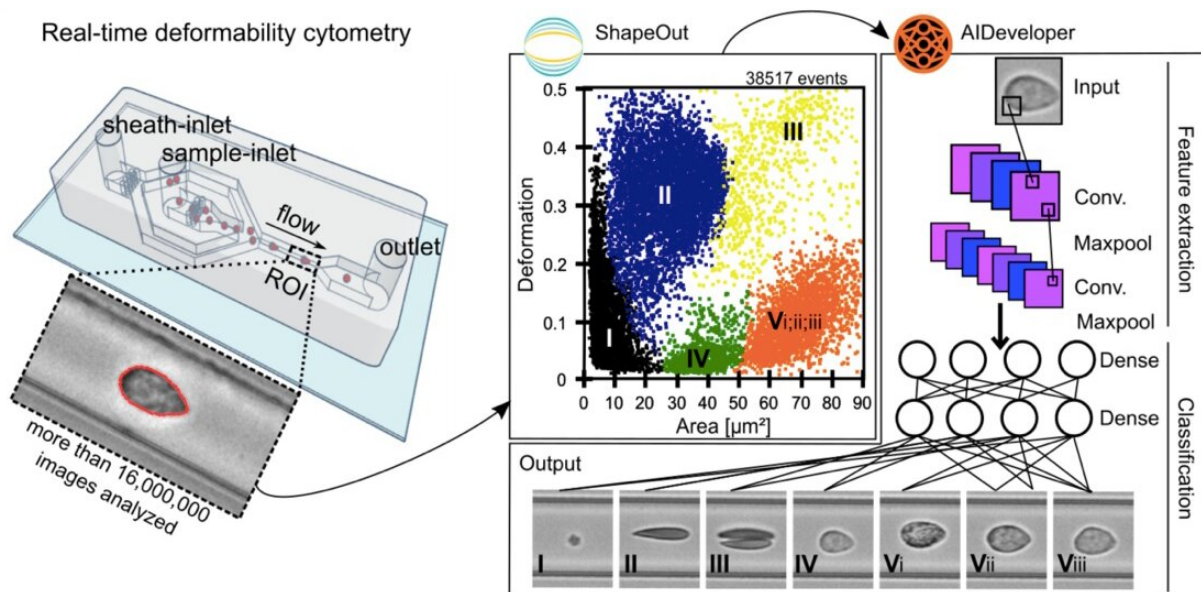 Real-time deformability cytometry
sheath-inlet
sample-inlet
flow
outlet
ROI
more than 16,000,000
images analyzed
ShapeOut
38517 events
Deformation
0.5
0.4
0.3
0.2
0.1
0
0 10 20 30 40 50 60 70 80 90
Area [µm²]
I
II
III
IV
Vi;ii;iii
AIDeveloper
Input
Conv.
Maxpool
Conv.
Maxpool
Feature extraction
Dense
Dense
Classification
Output
I
II
III
IV
Vi
Vii
Viii